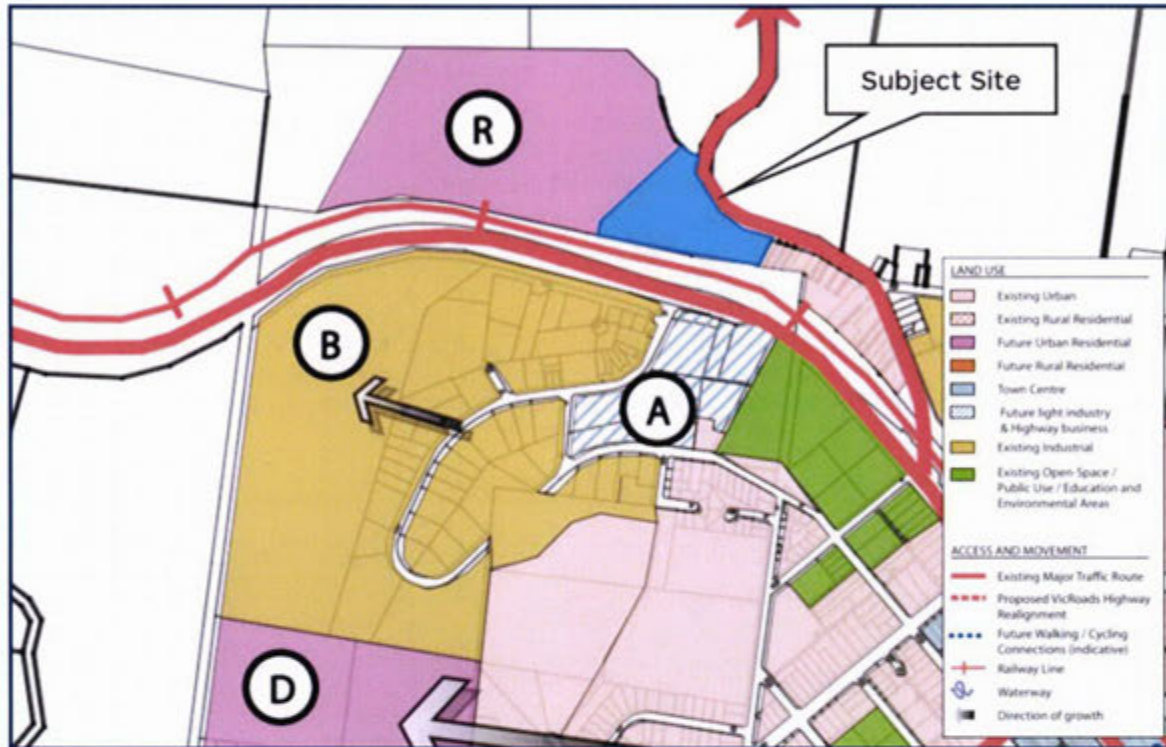 Subject Site
R
B
A
D
LAND USE
Existing Urban
Existing Rural Residential
Future Urban Residential
Future Rural Residential
Town Centre
Future light industry
& Highway business
Existing Industrial
Existing Open-Space /
Public Use / Education and
Environmental Areas
ACCESS AND MOVEMENT
Existing Major Traffic Route
Proposed VicRoads Highway
Realignment
Future Walking / Cycling
Connections (indicative)
Railway Line
Waterway
Direction of growth